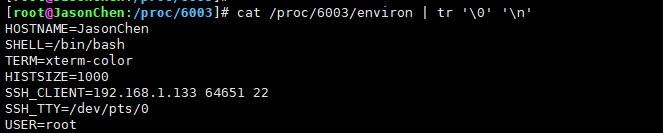 [root@JasonChen:/proc/6003]# cat /proc/6003/environ | tr '\0' '\n'
HOSTNAME=JasonChen
SHELL=/bin/bash
TERM=xterm-color
HISTSIZE=1000
SSH_CLIENT=192.168.1.133 64651 22
SSH_TTY=/dev/pts/0
USER=root